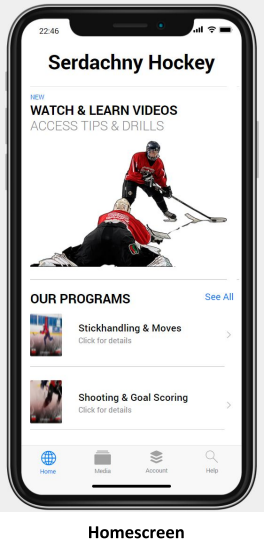 22:46
Serdachny Hockey
NEW
WATCH & LEARN VIDEOS
ACCESS TIPS & DRILLS
OUR PROGRAMS
See All
Stickhandling & Moves
Click for details
Shooting & Goal Scoring
Click for details
Home
Media
Account
Help
Homescreen